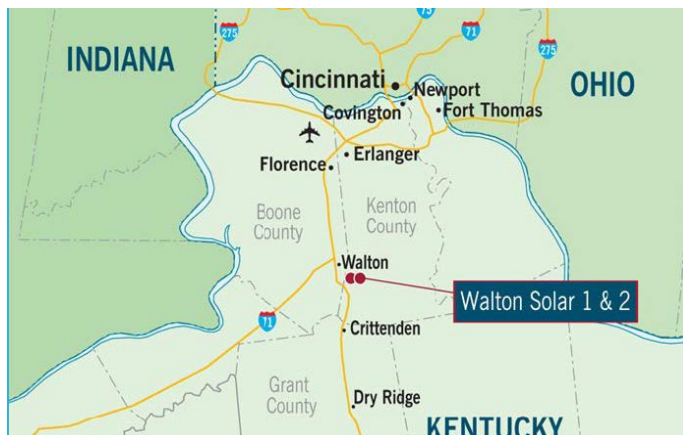 75
71
275
275
INDIANA
OHIO
Cincinnati
Newport
Covington
Fort Thomas
Erlanger
Florence
Boone
County
Kenton
County
Walton
Walton Solar 1 & 2
71
Crittenden
Grant
County
Dry Ridge
KENTUCKY